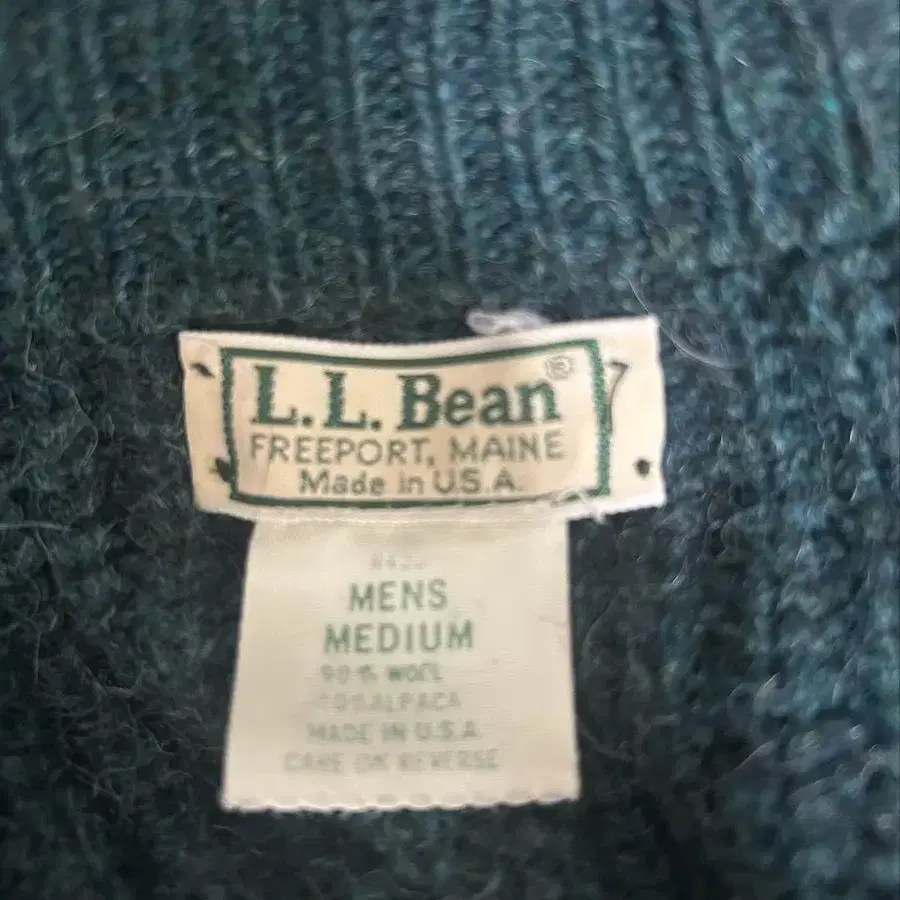 L.L.Bean®
FREEPORT, MAINE
Made in U.S.A.
MENS
MEDIUM
90% WOOL
10% ALPACA
MADE IN U.S.A.
CARE ON REVERSE